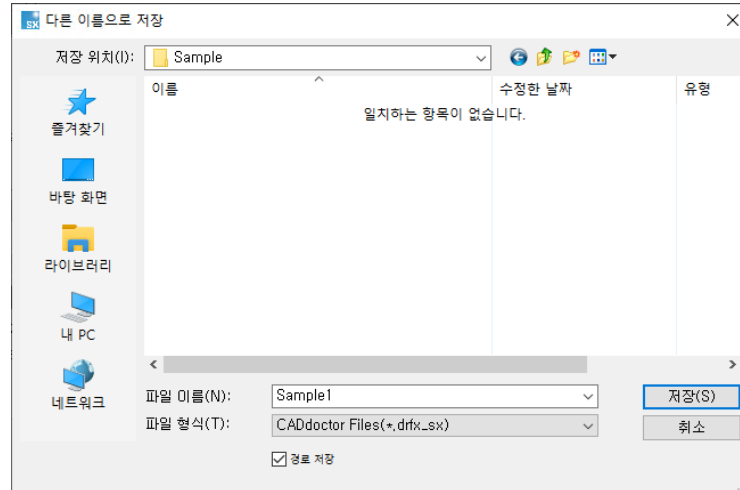 SX 다른 이름으로 저장
저장 위치(I): Sample
이름 수정한 날짜 유형
일치하는 항목이 없습니다.
즐겨찾기
바탕 화면
라이브러리
내 PC
네트워크
파일 이름(N): Sample1 저장(S)
파일 형식(T): CADdoctor Files(*.drfx_sx) 취소
경로 저장